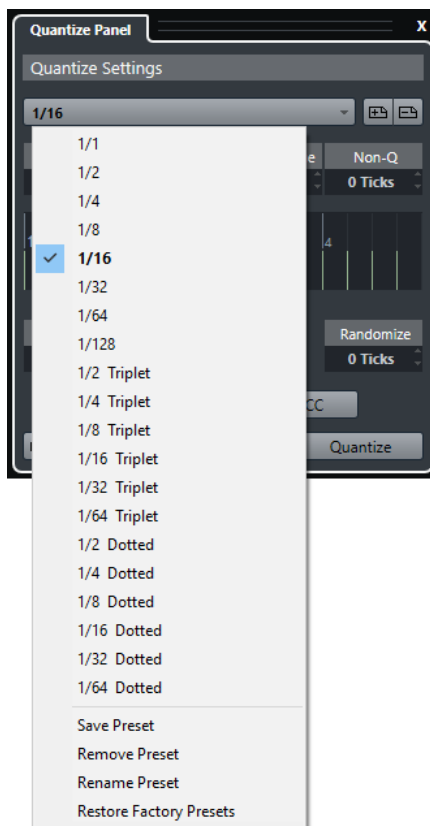 Quantize Panel X
Quantize Settings
1/16
1/1
1/2
1/4
1/8
1/16
1/32
1/64
1/128
1/2 Triplet
1/4 Triplet
1/8 Triplet
1/16 Triplet
1/32 Triplet
1/64 Triplet
1/2 Dotted
1/4 Dotted
1/8 Dotted
1/16 Dotted
1/32 Dotted
1/64 Dotted
Save Preset
Remove Preset
Rename Preset
Restore Factory Presets
e Non-Q
0 Ticks
1 4
Randomize
0 Ticks
CC
Quantize